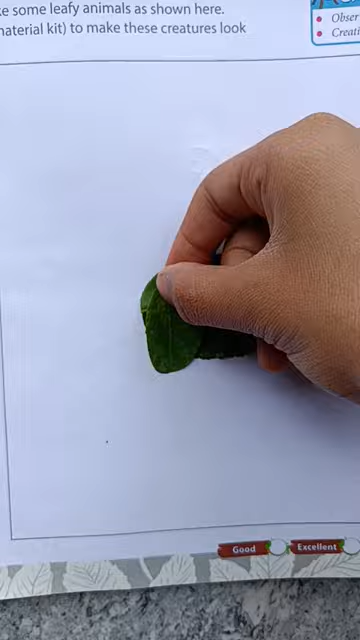 e some leafy animals as shown here.
material kit) to make these creatures look
Obser
Creati
Good
Excellent